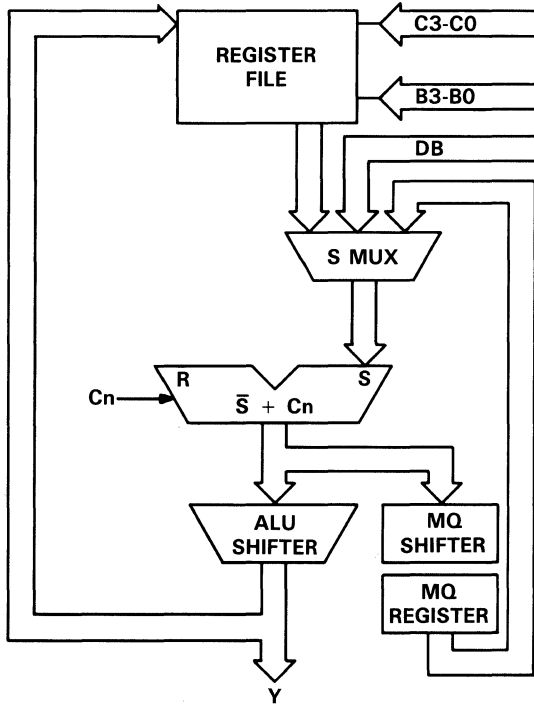 REGISTER
FILE
C3-C0
B3-B0
DB
S MUX
R
S
Cn
S̅ + Cn
ALU
SHIFTER
MQ
SHIFTER
MQ
REGISTER
Y